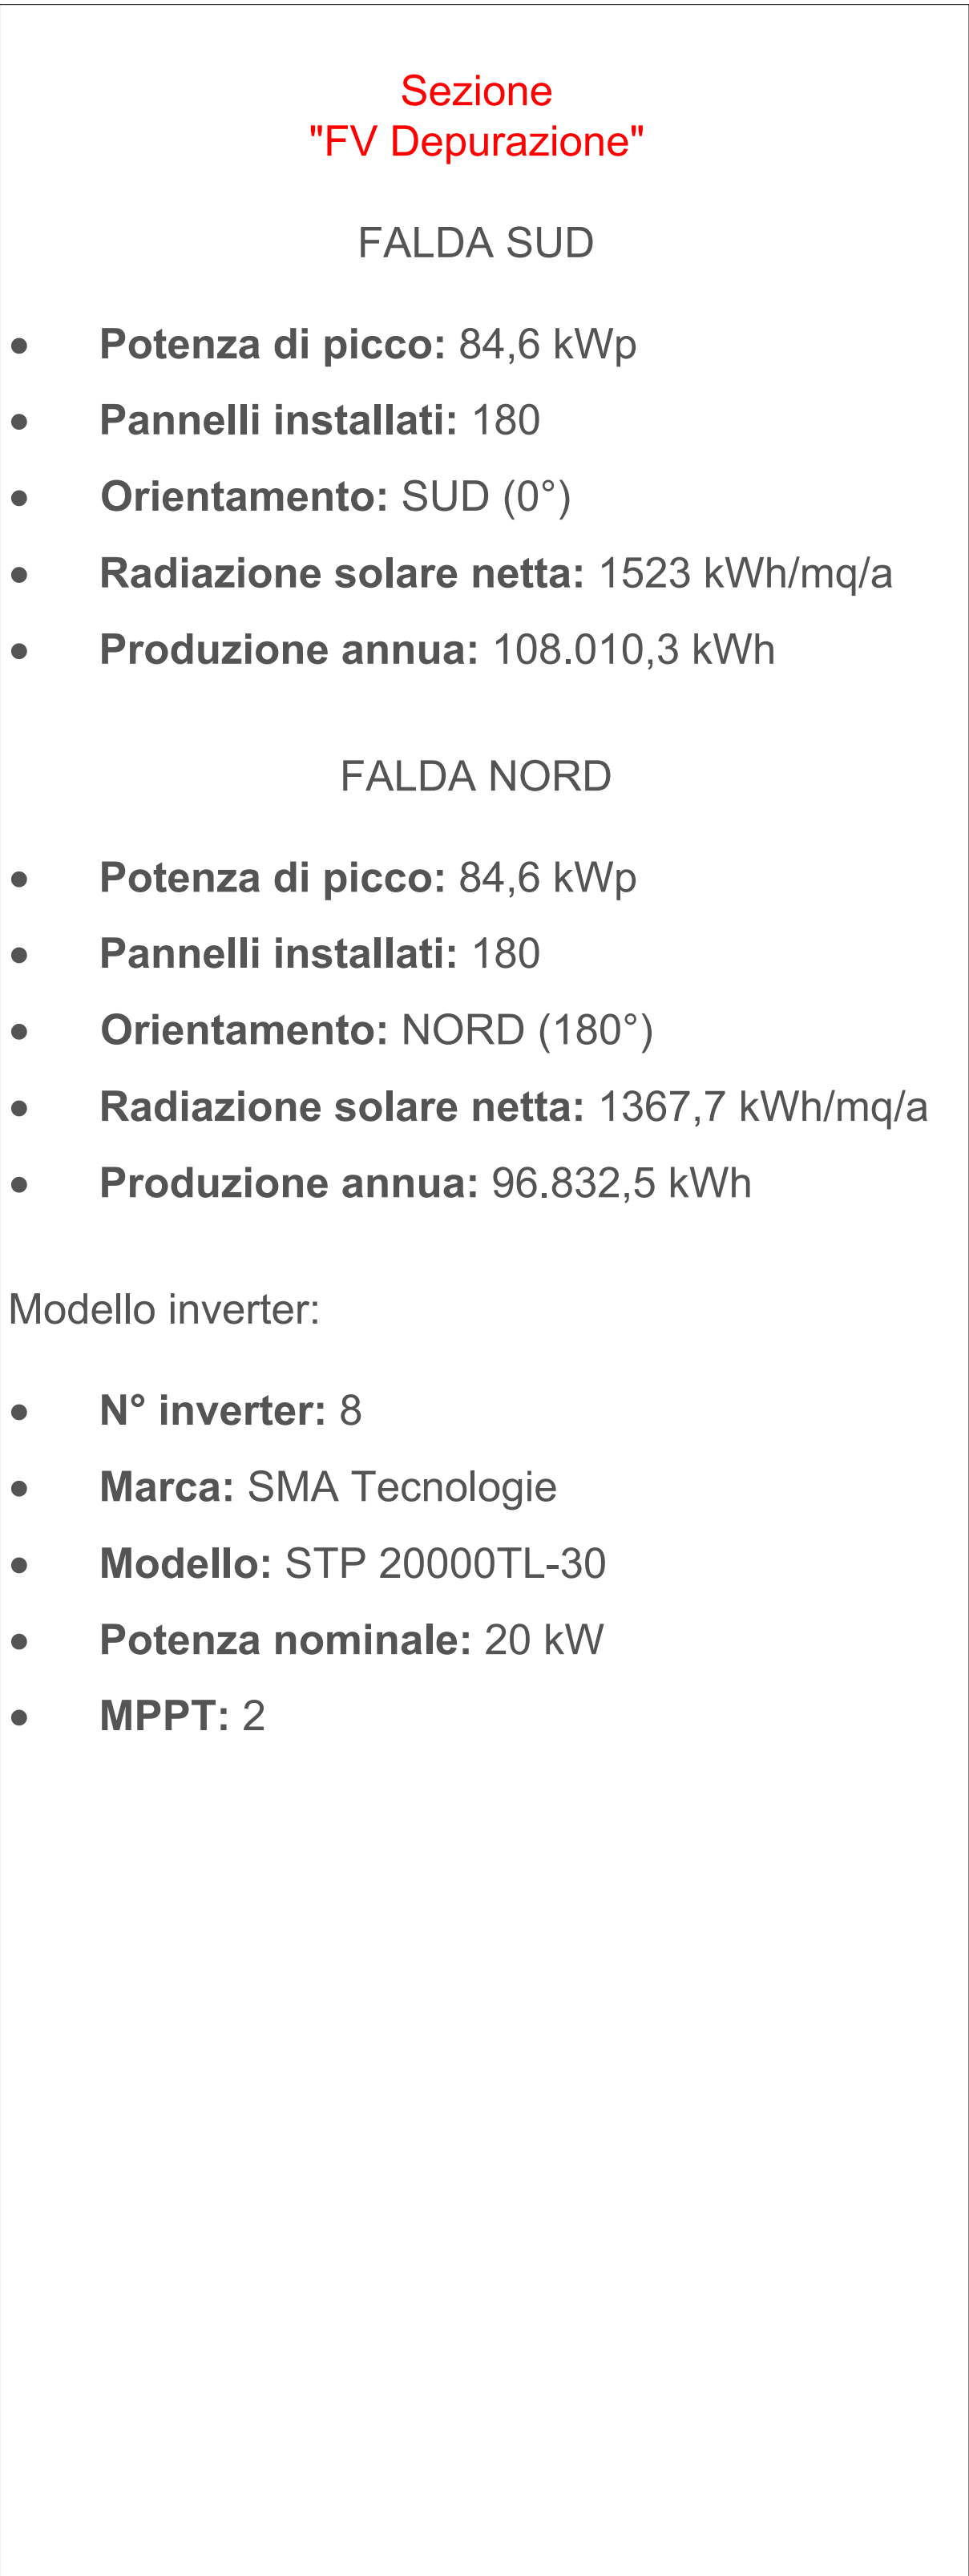 Sezione
"FV Depurazione"
FALDA SUD
● Potenza di picco: 84,6 kWp
● Pannelli installati: 180
● Orientamento: SUD (0°)
● Radiazione solare netta: 1523 kWh/mq/a
● Produzione annua: 108.010,3 kWh
FALDA NORD
● Potenza di picco: 84,6 kWp
● Pannelli installati: 180
● Orientamento: NORD (180°)
● Radiazione solare netta: 1367,7 kWh/mq/a
● Produzione annua: 96.832,5 kWh
Modello inverter:
● N° inverter: 8
● Marca: SMA Tecnologie
● Modello: STP 20000TL-30
● Potenza nominale: 20 kW
● MPPT: 2